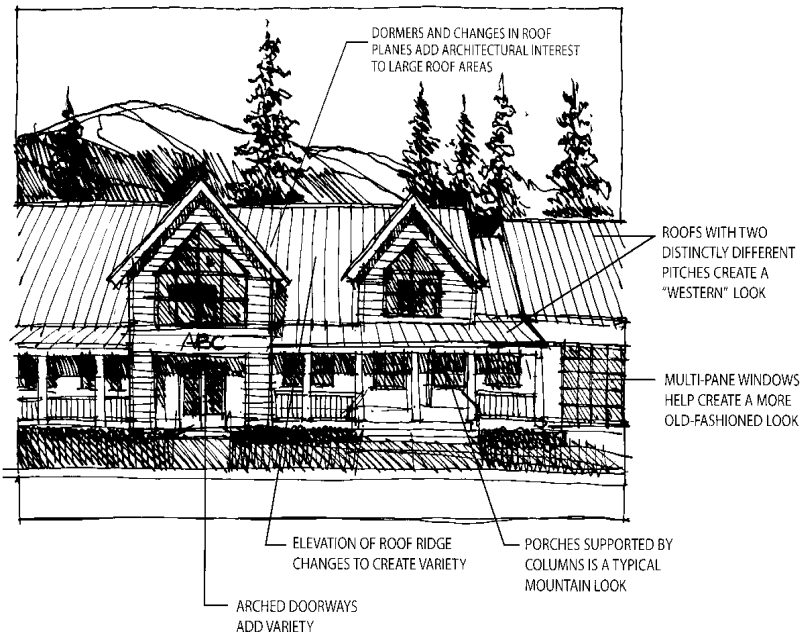 DORMERS AND CHANGES IN ROOF
PLANES ADD ARCHITECTURAL INTEREST
TO LARGE ROOF AREAS
ROOFS WITH TWO
DISTINCTLY DIFFERENT
PITCHES CREATE A
“WESTERN” LOOK
ABC
MULTI-PANE WINDOWS
HELP CREATE A MORE
OLD-FASHIONED LOOK
ELEVATION OF ROOF RIDGE
CHANGES TO CREATE VARIETY
PORCHES SUPPORTED BY
COLUMNS IS A TYPICAL
MOUNTAIN LOOK
ARCHED DOORWAYS
ADD VARIETY